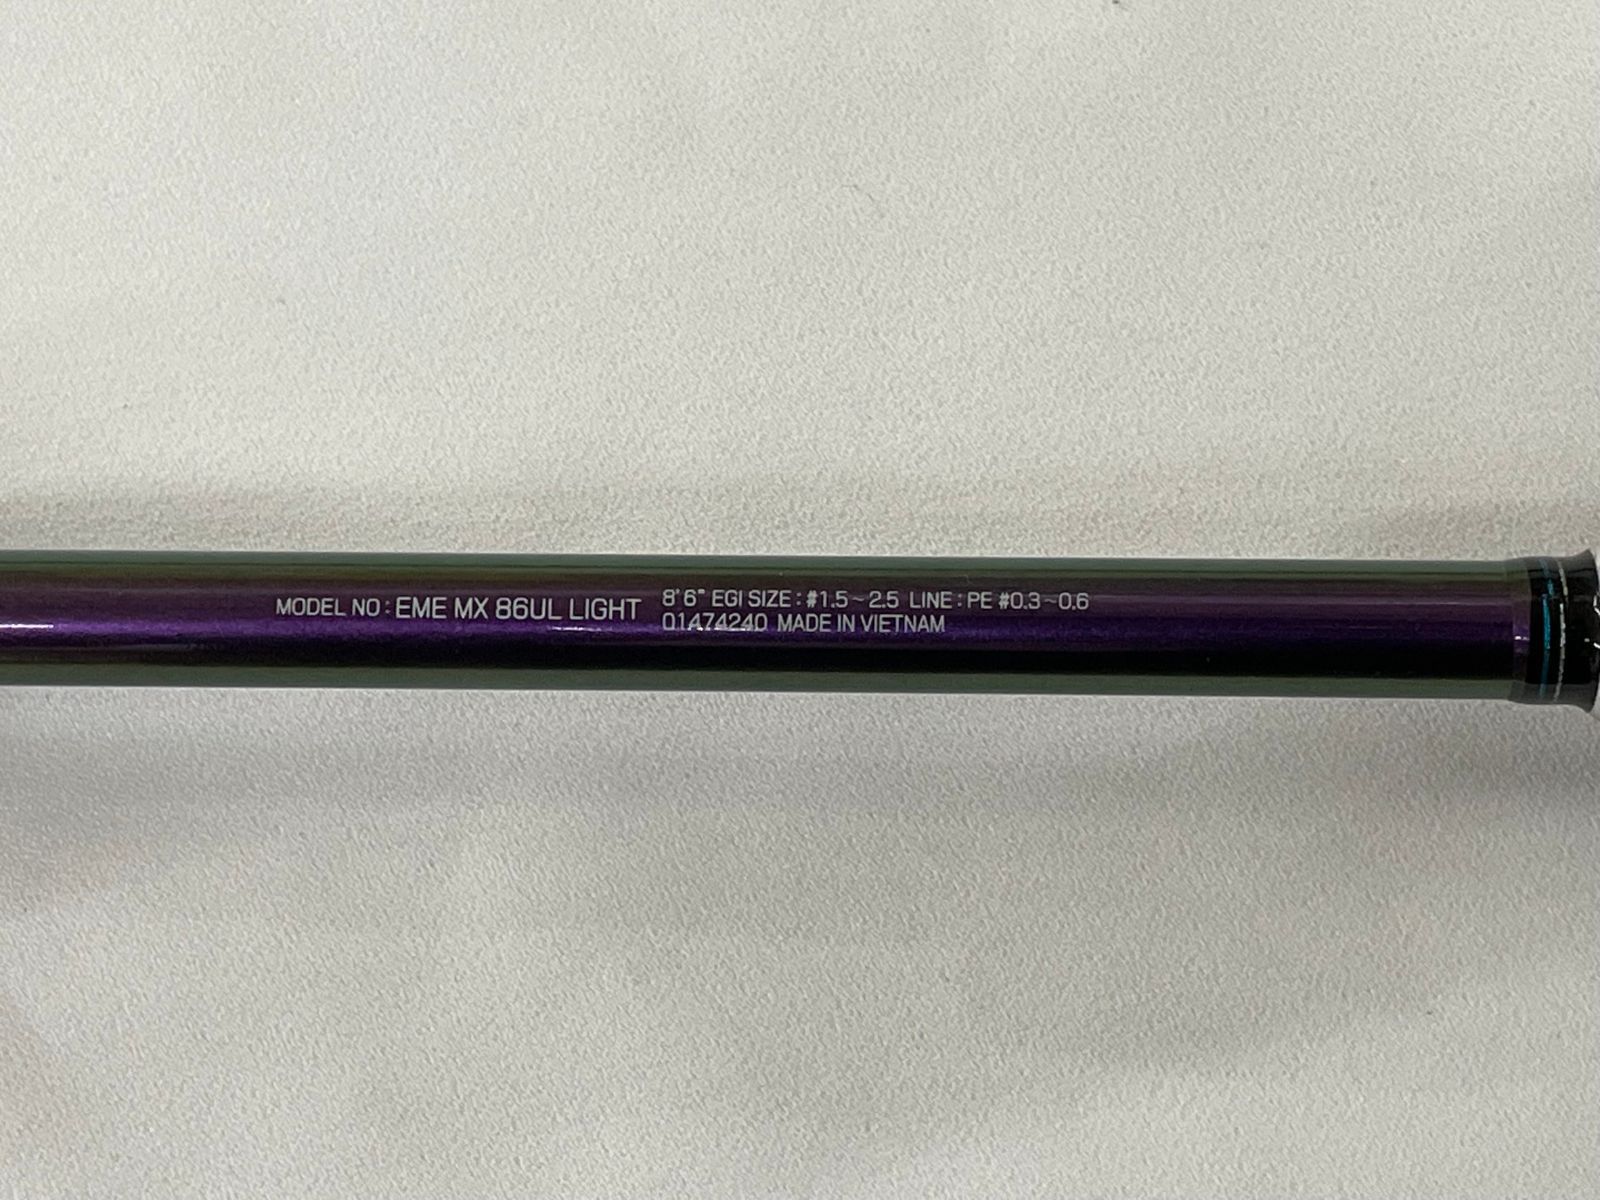 MODEL NO : EME MX 86UL LIGHT
8' 6" EGI SIZE : #1.5~2.5 LINE : PE #0.3~0.6
01474240 MADE IN VIETNAM